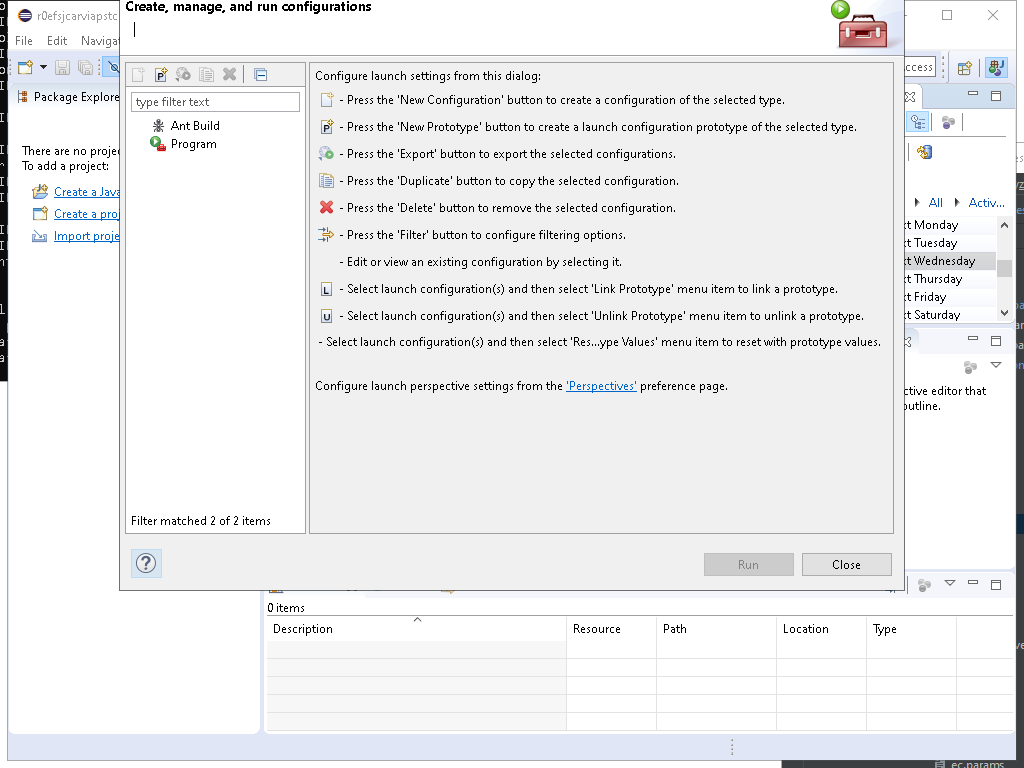 Create, manage, and run configurations
r0efsjcarviapstc
File Edit Navigat
Package Explore
There are no projec
To add a project:
Create a Java
Create a proj
Import proje
type filter text
Ant Build
Program
Filter matched 2 of 2 items
Configure launch settings from this dialog:
- Press the 'New Configuration' button to create a configuration of the selected type.
- Press the 'New Prototype' button to create a launch configuration prototype of the selected type.
- Press the 'Export' button to export the selected configurations.
- Press the 'Duplicate' button to copy the selected configuration.
- Press the 'Delete' button to remove the selected configuration.
- Press the 'Filter' button to configure filtering options.
- Edit or view an existing configuration by selecting it.
L - Select launch configuration(s) and then select 'Link Prototype' menu item to link a prototype.
U - Select launch configuration(s) and then select 'Unlink Prototype' menu item to unlink a prototype.
- Select launch configuration(s) and then select 'Res...ype Values' menu item to reset with prototype values.
Configure launch perspective settings from the 'Perspectives' preference page.
Run
Close
ccess
All Activ...
xt Monday
xt Tuesday
xt Wednesday
xt Thursday
xt Friday
xt Saturday
ctive editor that
outline.
0 items
Description Resource Path Location Type
ec.params